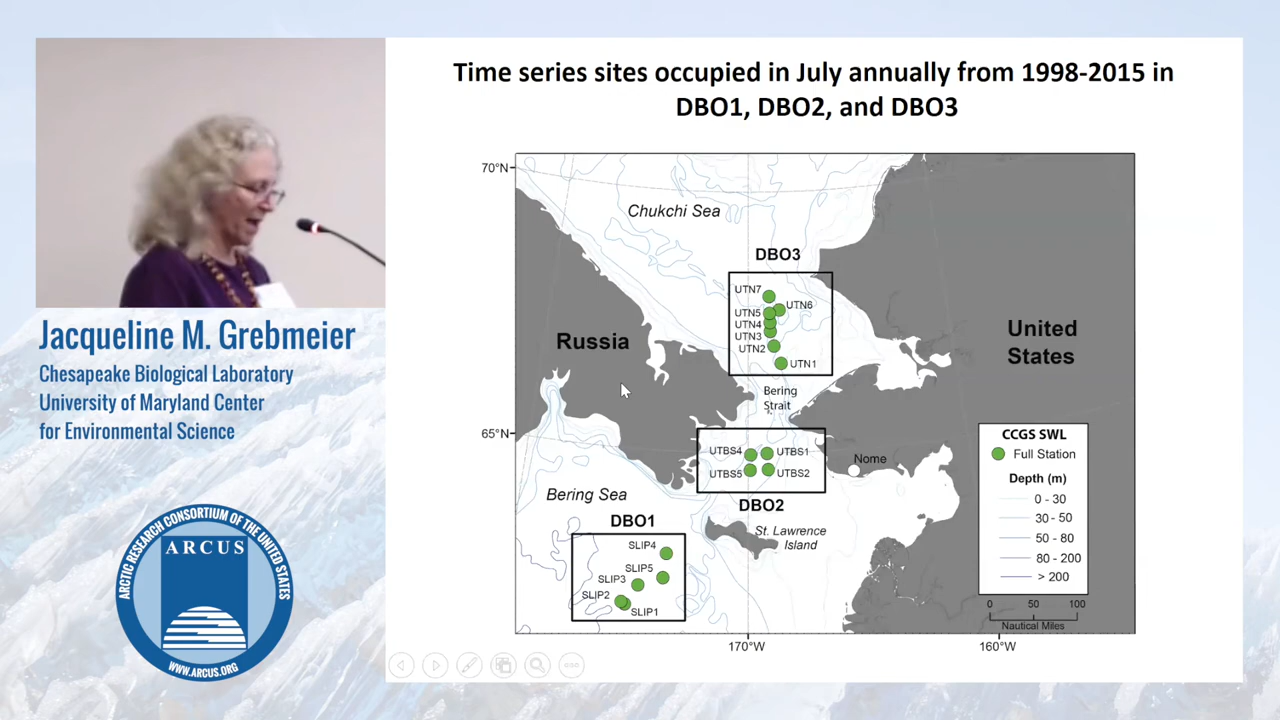 Time series sites occupied in July annually from 1998-2015 in
DBO1, DBO2, and DBO3
Jacqueline M. Grebmeier
Chesapeake Biological Laboratory
University of Maryland Center
for Environmental Science
ARCTIC RESEARCH CONSORTIUM OF THE UNITED STATES
ARCUS
WWW.ARCUS.ORG
70°N
Chukchi Sea
DBO3
UTN7
UTN6
UTN5
UTN4
UTN3
UTN2
UTN1
Russia
United
States
Bering
Strait
65°N
UTBS4
UTBS1
UTBS5
UTBS2
Nome
DBO2
Bering Sea
DBO1
St. Lawrence
Island
SLIP4
SLIP5
SLIP3
SLIP2
SLIP1
CCGS SWL
Full Station
Depth (m)
0 - 30
30 - 50
50 - 80
80 - 200
> 200
0 50 100
Nautical Miles
170°W
160°W